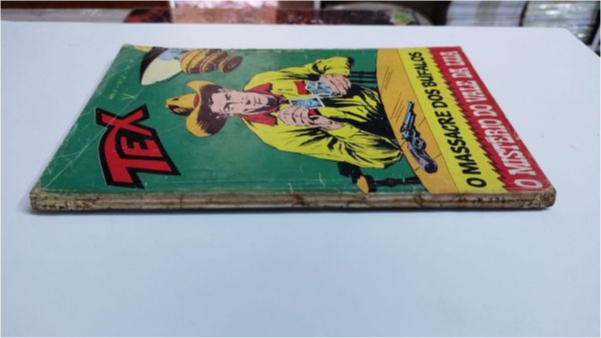 TEX
O MASSACRE DOS BÚFALOS
O MISTÉRIO DO VALE DA LUA